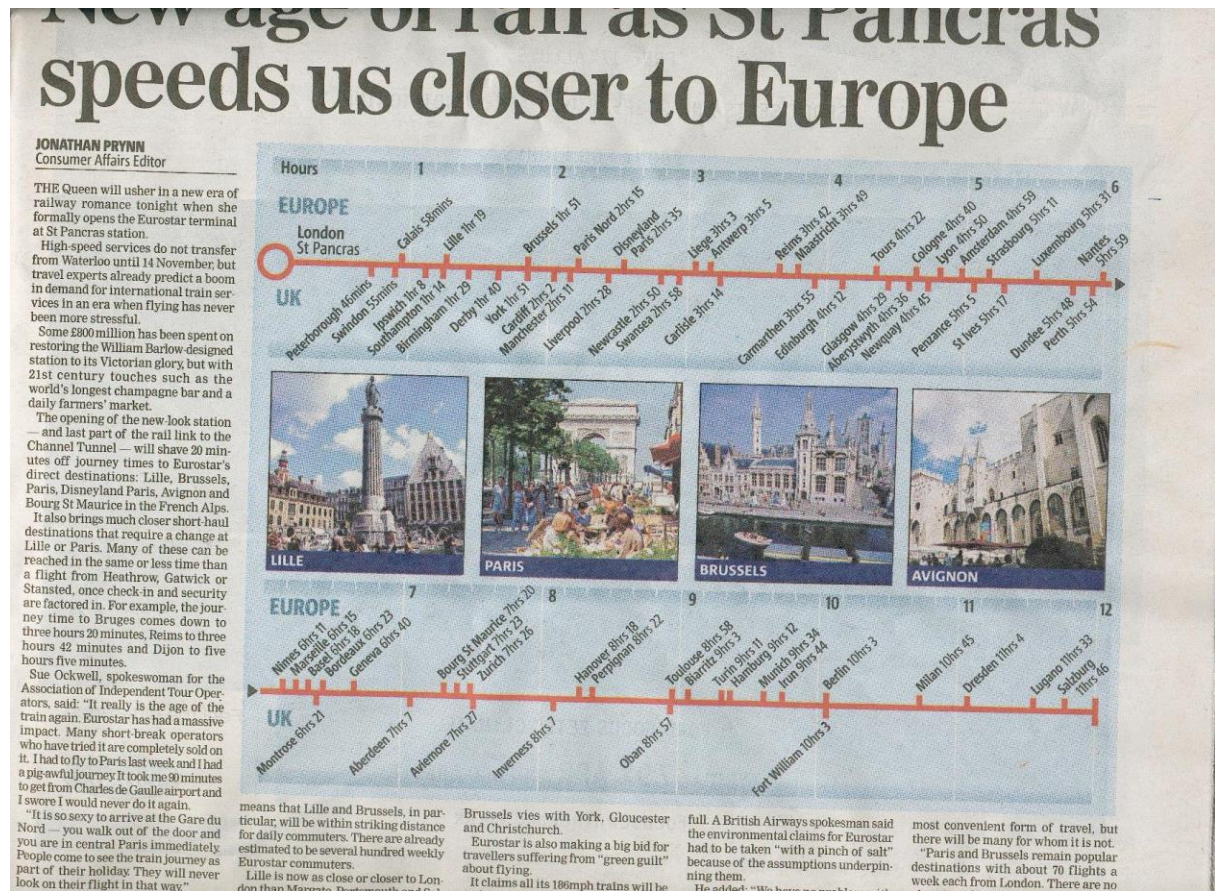 New age of rail as St Pancras
speeds us closer to Europe
JONATHAN PRYNN
Consumer Affairs Editor
THE Queen will usher in a new era of
railway romance tonight when she
formally opens the Eurostar terminal
at St Pancras station.
High-speed services do not transfer
from Waterloo until 14 November, but
travel experts already predict a boom
in demand for international train ser-
vices in an era when flying has never
been more stressful.
Some £800 million has been spent on
restoring the William Barlow-designed
station to its Victorian glory, but with
21st century touches such as the
world's longest champagne bar and a
daily farmers' market.
The opening of the new-look station
— and last part of the rail link to the
Channel Tunnel — will shave 20 min-
utes off journey times to Eurostar's
direct destinations: Lille, Brussels,
Paris, Disneyland Paris, Avignon and
Bourg St Maurice in the French Alps.
It also brings much closer short-haul
destinations that require a change at
Lille or Paris. Many of these can be
reached in the same or less time than
a flight from Heathrow, Gatwick or
Stansted, once check-in and security
are factored in. For example, the jour-
ney time to Bruges comes down to
three hours 20 minutes, Reims to three
hours 42 minutes and Dijon to five
hours five minutes.
Sue Ockwell, spokeswoman for the
Association of Independent Tour Oper-
ators, said: "It really is the age of the
train again. Eurostar has had a massive
impact. Many short-break operators
who have tried it are completely sold on
it. I had to fly to Paris last week and I had
a pig-awful journey. It took me 90 minutes
to get from Charles de Gaulle airport and
I swore I would never do it again.
"It is so sexy to arrive at the Gare du
Nord — you walk out of the door and
you are in central Paris immediately.
People come to see the train journey as
part of their holiday. They will never
look on their flight in that way."
Hours 1 2 3 4 5 6
EUROPE
London
St Pancras
Calais 58mins
Lille 1hr 19
Brussels 1hr 51
Paris Nord 2hrs 15
Disneyland
Paris 2hrs 35
Liege 3hrs 3
Antwerp 3hrs 5
Reins 3hrs 42
Maastricht 3hrs 49
Tours 4hrs 22
Cologne 4hrs 40
Lyon 4hrs 50
Amsterdam 4hrs 59
Strasbourg 5hrs 11
Luxembourg 5hrs 31
Nantes
5hrs 59
UK
Peterborough 46mins
Swindon 55mins
Ipswich 1hr 8
Southampton 1hr 14
Birmingham 1hr 29
Derby 1hr 40
York 1hr 51
Cardiff 2hrs 2
Manchester 2hrs 11
Liverpool 2hrs 28
Newcastle 2hrs 50
Swansea 2hrs 58
Carlisle 3hrs 14
Carmarthen 3hrs 55
Edinburgh 4hrs 12
Glasgow 4hrs 29
Aberystwyth 4hrs 36
Newquay 4hrs 45
Penzance 5hrs 5
St Ives 5hrs 17
Dundee 5hrs 48
Perth 5hrs 54
LILLE
PARIS
BRUSSELS
AVIGNON
EUROPE 7 8 9 10 11 12
Nimes 6hrs 11
Marseille 6hrs 15
Basel 6hrs 18
Bordeaux 6hrs 23
Geneva 6hrs 40
Bourg St Maurice 7hrs 20
Stuttgart 7hrs 23
Zurich 7hrs 26
Hanover 8hrs 18
Perpignan 8hrs 22
Toulouse 8hrs 58
Biarritz 9hrs 3
Turin 9hrs 11
Hamburg 9hrs 12
Munich 9hrs 34
Irun 9hrs 44
Berlin 10hrs 3
Milan 10hrs 45
Dresden 11hrs 4
Lugano 11hrs 33
Salzburg
11hrs 46
UK
Montrose 6hrs 21
Aberdeen 7hrs 7
Aviemore 7hrs 27
Inverness 8hrs 7
Oban 8hrs 57
Fort William 10hrs 3
means that Lille and Brussels, in par-
ticular, will be within striking distance
for daily commuters. There are already
estimated to be several hundred weekly
Eurostar commuters.
Lille is now as close or closer to Lon-
don than Margate, Portsmouth and
Brussels vies with York, Gloucester
and Christchurch.
Eurostar is also making a big bid for
travellers suffering from "green guilt"
about flying.
It claims all its 186mph trains will be
full. A British Airways spokesman said
the environmental claims for Eurostar
had to be taken "with a pinch of salt"
because of the assumptions underpin-
ning them.
He added: "We have no
most convenient form of travel, but
there will be many for whom it is not.
"Paris and Brussels remain popular
destinations with about 70 flights a
week each from London. There are no